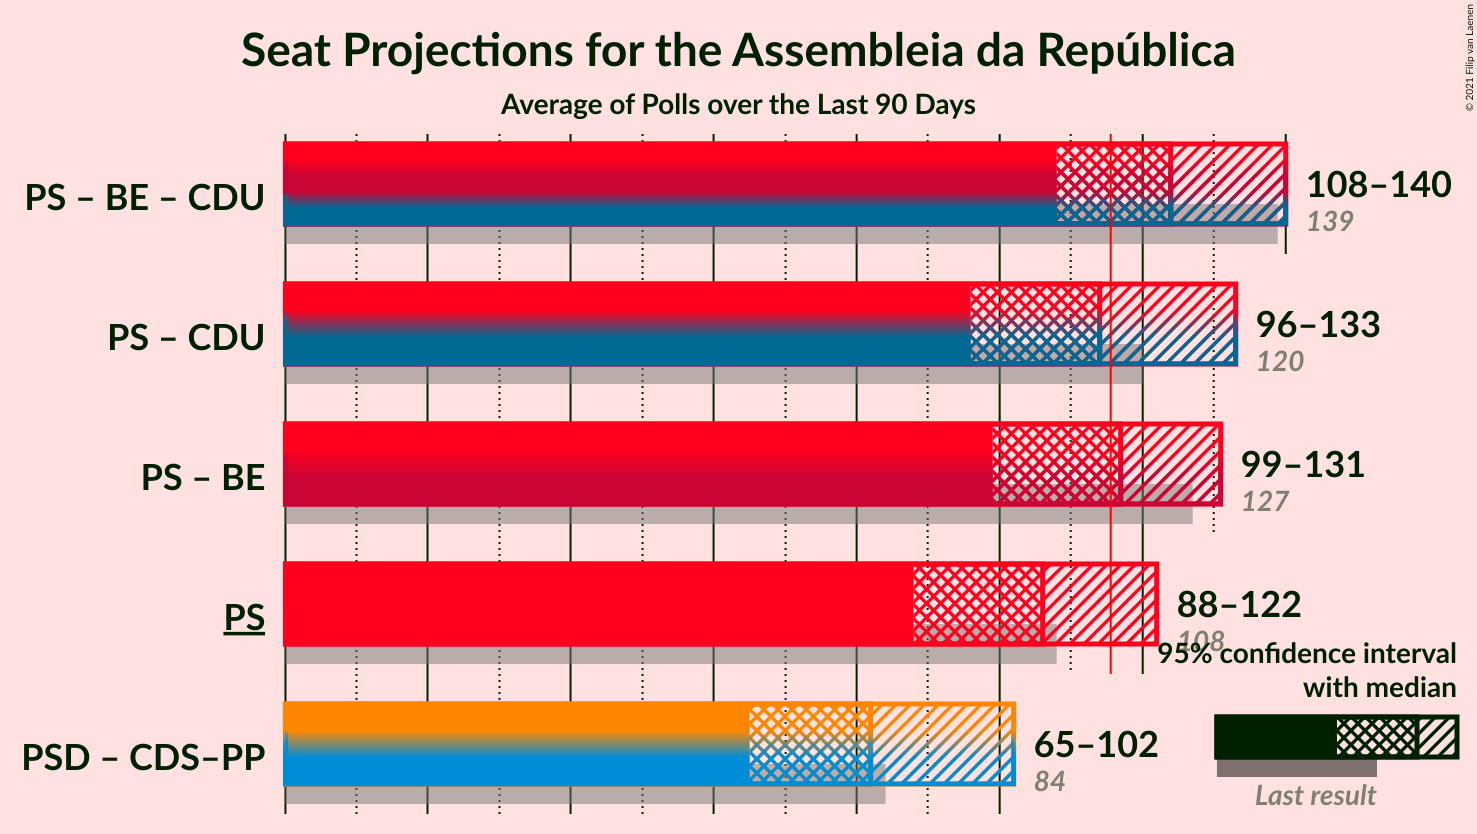 Seat Projections for the Assembleia da República
Average of Polls over the Last 90 Days
© 2021 Filip van Laenen
PS – BE – CDU
108–140
139
PS – CDU
96–133
120
PS – BE
99–131
127
PS
88–122
108
95% confidence interval
with median
PSD – CDS–PP
65–102
84
Last result